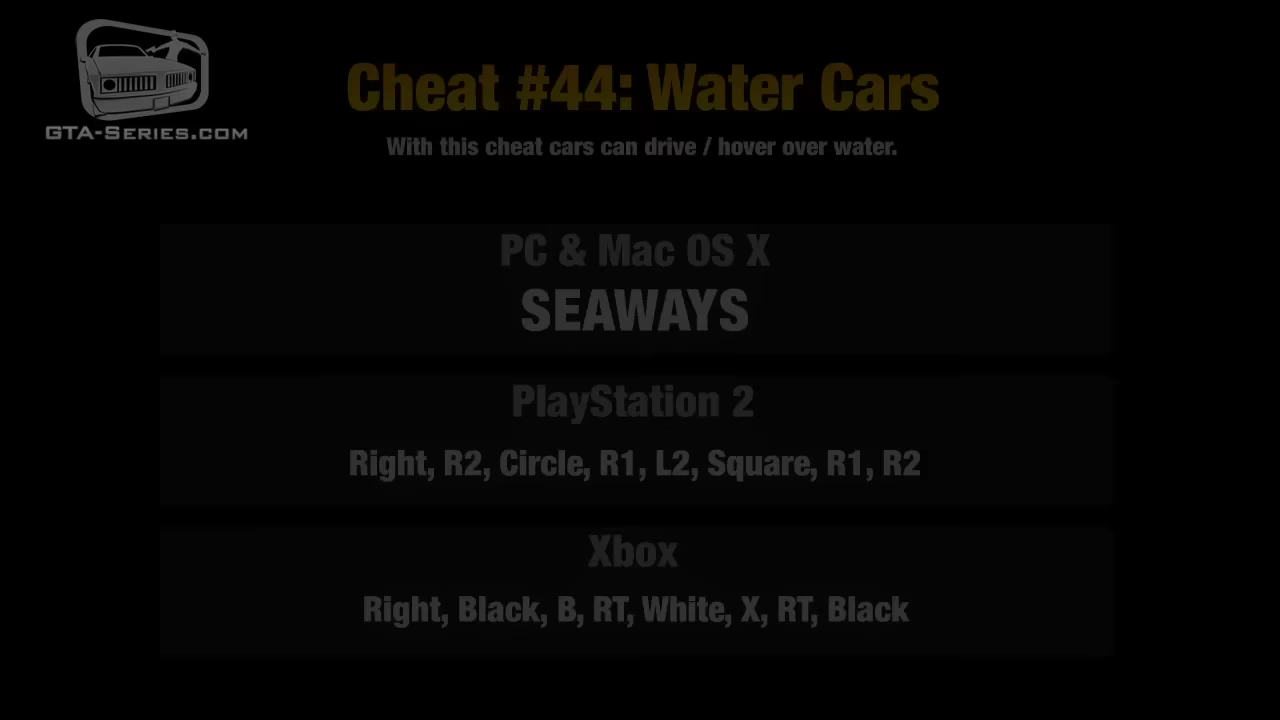 GTA-SERIES.COM
Cheat #44: Water Cars
With this cheat cars can drive / hover over water.
PC & Mac OS X
SEAWAYS
PlayStation 2
Right, R2, Circle, R1, L2, Square, R1, R2
Xbox
Right, Black, B, RT, White, X, RT, Black